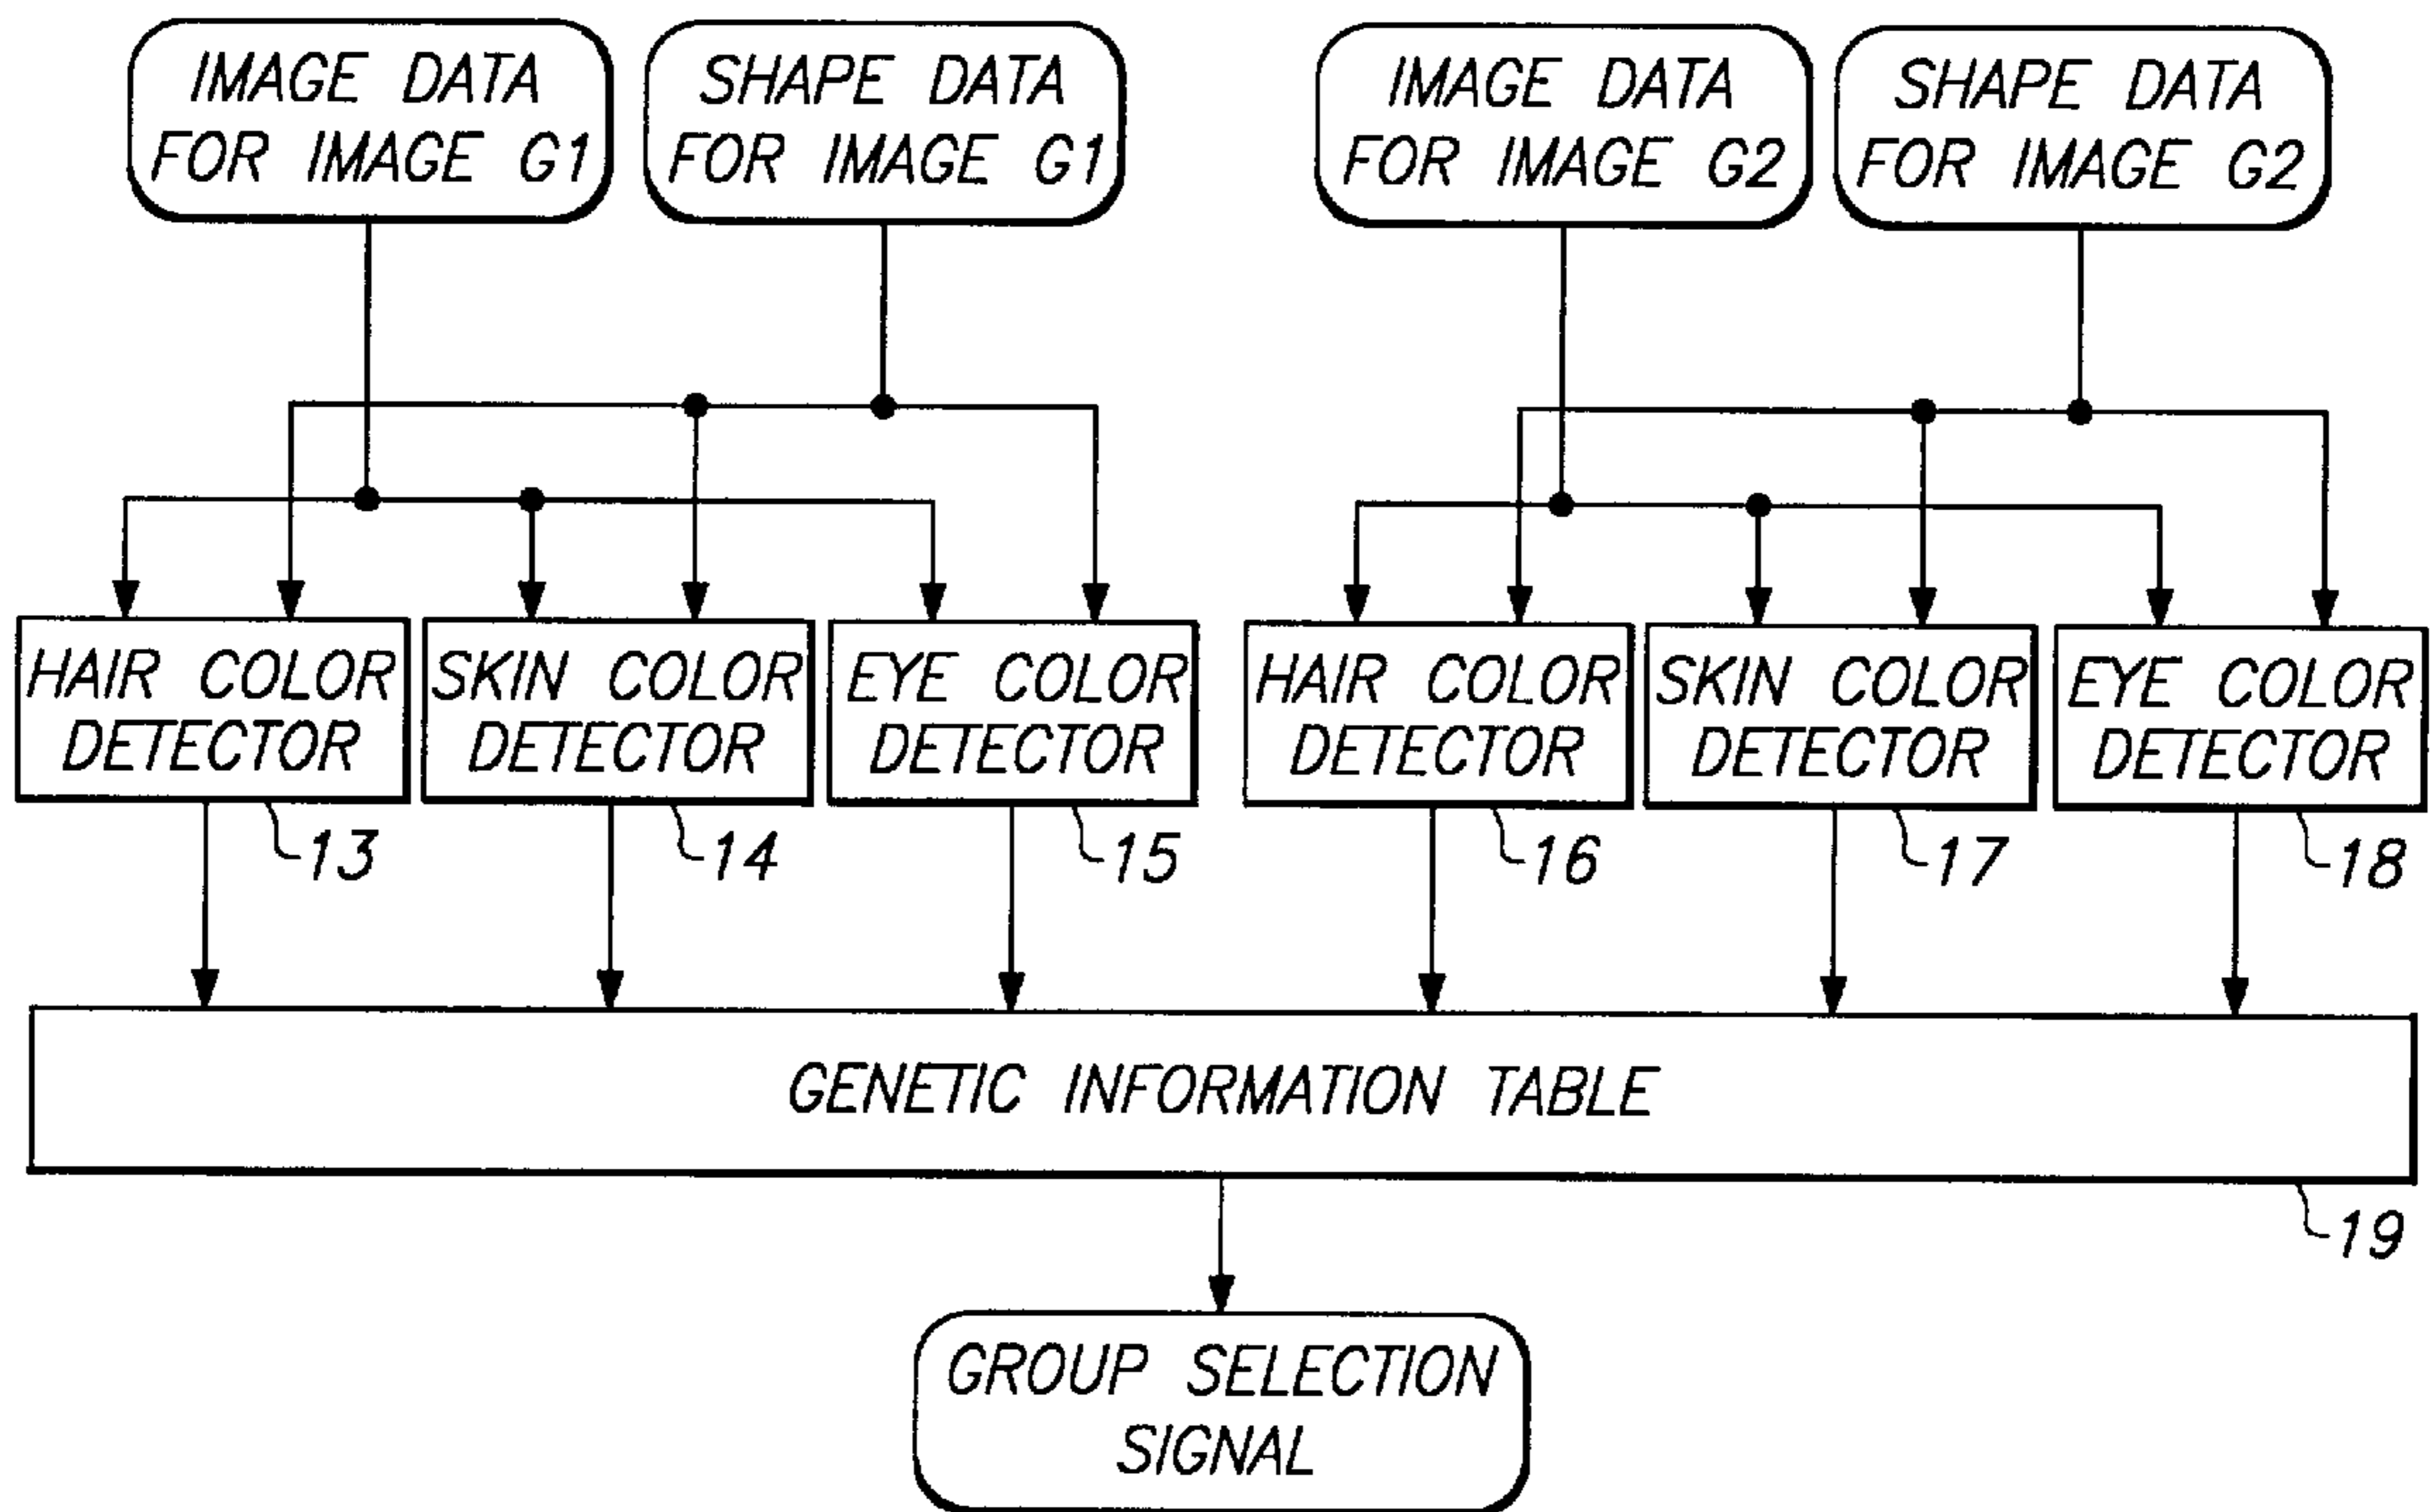 IMAGE DATA
FOR IMAGE G1
SHAPE DATA
FOR IMAGE G1
IMAGE DATA
FOR IMAGE G2
SHAPE DATA
FOR IMAGE G2
HAIR COLOR
DETECTOR
13
SKIN COLOR
DETECTOR
14
EYE COLOR
DETECTOR
15
HAIR COLOR
DETECTOR
16
SKIN COLOR
DETECTOR
17
EYE COLOR
DETECTOR
18
GENETIC INFORMATION TABLE
19
GROUP SELECTION
SIGNAL